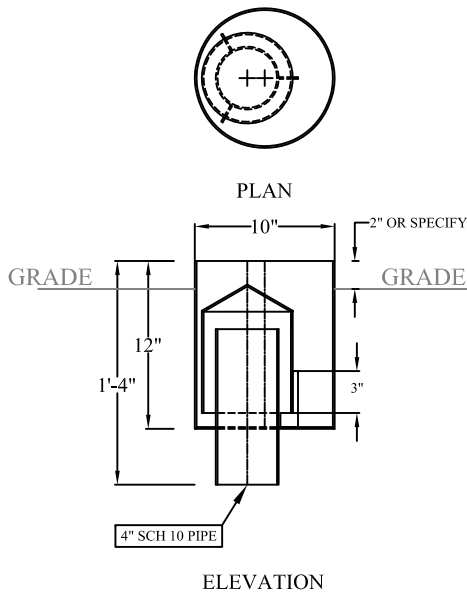 PLAN
10"
2" OR SPECIFY
GRADE
GRADE
12"
1'-4"
3"
4" SCH 10 PIPE
ELEVATION